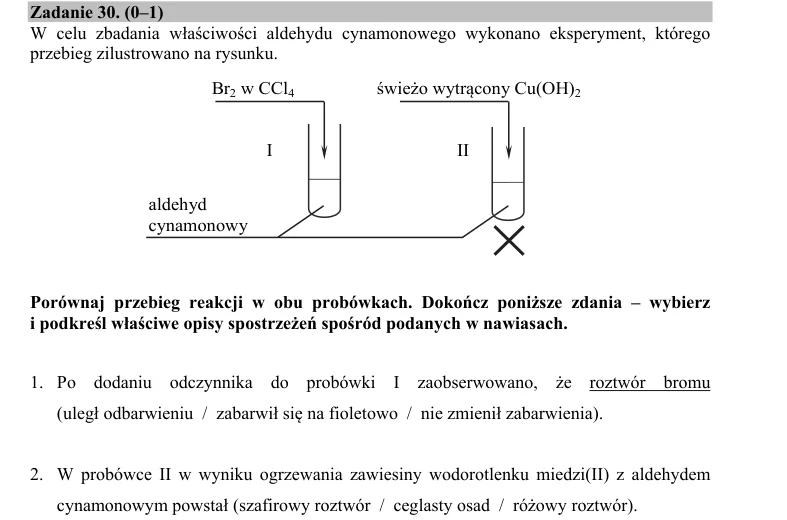 Zadanie 30. (0–1)
W celu zbadania właściwości aldehydu cynamonowego wykonano eksperyment, którego
przebieg zilustrowano na rysunku.
Br₂ w CCl₄ świeżo wytrącony Cu(OH)₂
I II
aldehyd
cynamonowy
Porównaj przebieg reakcji w obu probówkach. Dokończ poniższe zdania – wybierz
i podkreśl właściwe opisy spostrzeżeń spośród podanych w nawiasach.
1. Po dodaniu odczynnika do probówki I zaobserwowano, że roztwór bromu
(uległ odbarwieniu / zabarwił się na fioletowo / nie zmienił zabarwienia).
2. W probówce II w wyniku ogrzewania zawiesiny wodorotlenku miedzi(II) z aldehydem
cynamonowym powstał (szafirowy roztwór / ceglasty osad / różowy roztwór).